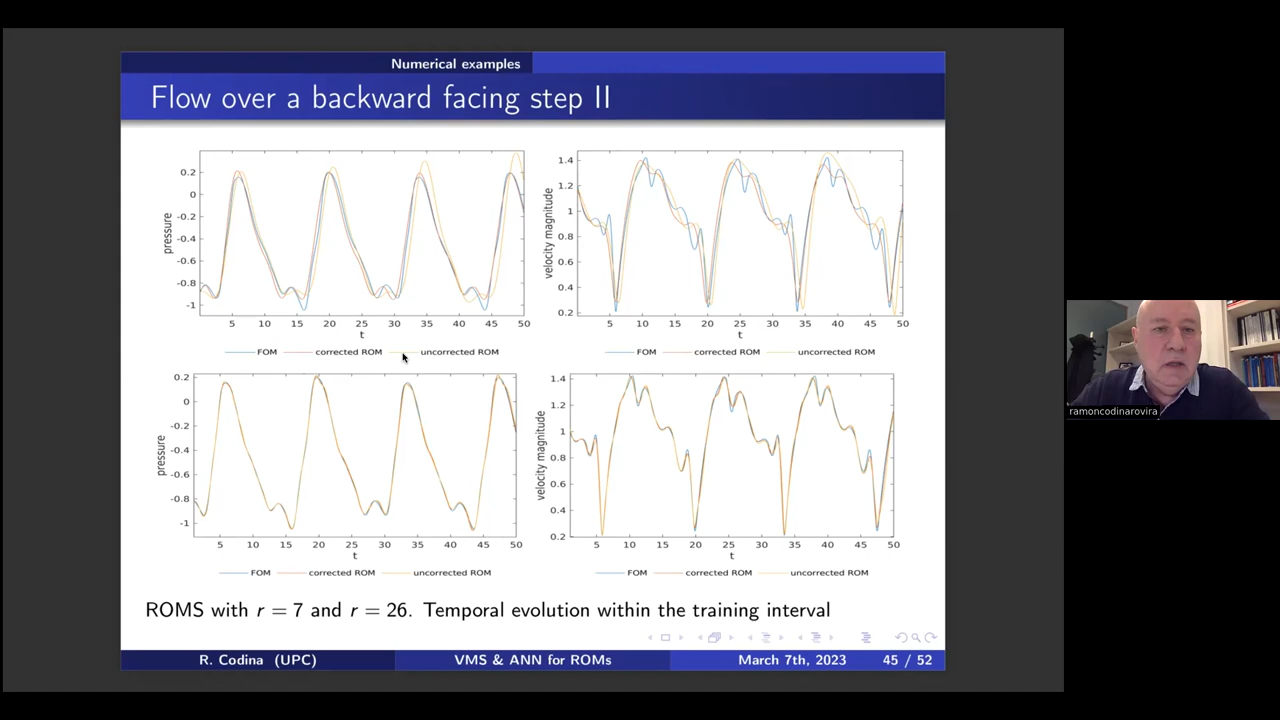 Numerical examples
Flow over a backward facing step II
0.2
0
-0.2
-0.4
-0.6
-0.8
-1
pressure
5 10 15 20 25 30 35 40 45 50
t
FOM corrected ROM uncorrected ROM
1.4
1.2
1
0.8
0.6
0.4
0.2
velocity magnitude
5 10 15 20 25 30 35 40 45 50
t
FOM corrected ROM uncorrected ROM
0.2
0
-0.2
-0.4
-0.6
-0.8
-1
pressure
5 10 15 20 25 30 35 40 45 50
t
FOM corrected ROM uncorrected ROM
1.4
1.2
1
0.8
0.6
0.4
0.2
velocity magnitude
5 10 15 20 25 30 35 40 45 50
t
FOM corrected ROM uncorrected ROM
ROMS with r = 7 and r = 26. Temporal evolution within the training interval
R. Codina (UPC) VMS & ANN for ROMs March 7th, 2023 45 / 52
ramoncodinarovira